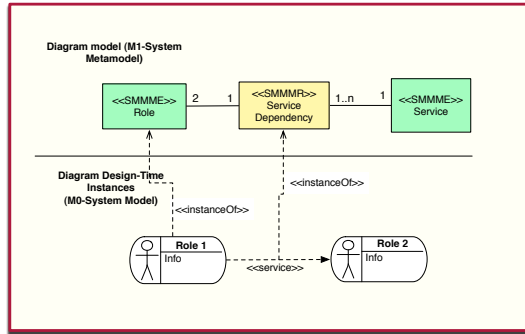 Diagram model (M1-System
Metamodel)
<<SMMME>>
Role
2
1
<<SMMMR>>
Service
Dependency
1..n
1
<<SMMME>>
Service
Diagram Design-Time
Instances
(M0-System Model)
<<instanceOf>>
<<instanceOf>>
Role 1
Info
<<service>>
Role 2
Info